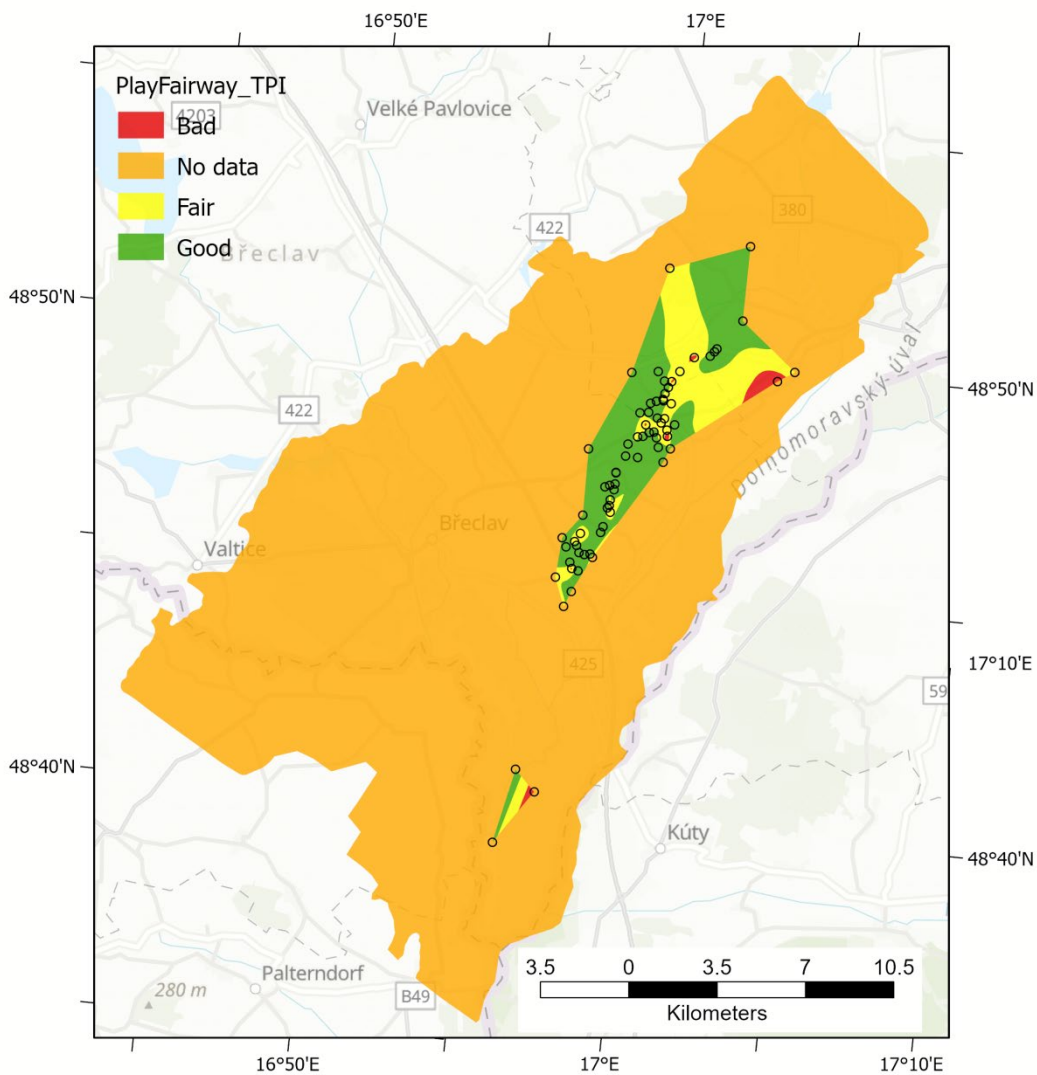 16°50'E
17°E
PlayFairway_TPI
4203
Bad
Velké Pavlovice
No data
380
Fair
422
Good
Břeclav
48°50'N
Dolnomoravský úval
48°50'N
422
Břeclav
Valtice
425
17°10'E
59
48°40'N
Kúty
48°40'N
3.5 0 3.5 7 10.5
Kilometers
Palterndorf
280 m
B49
16°50'E
17°E
17°10'E